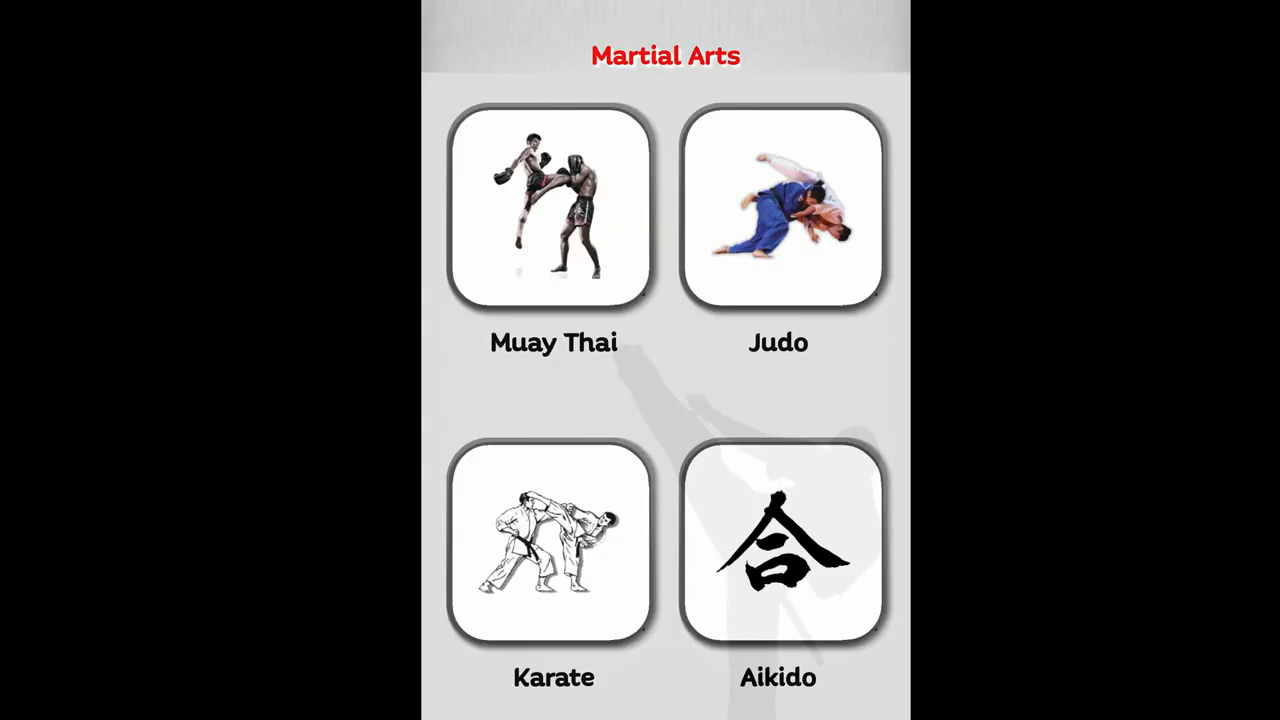 Martial Arts
Muay Thai
Judo
Karate
合
Aikido